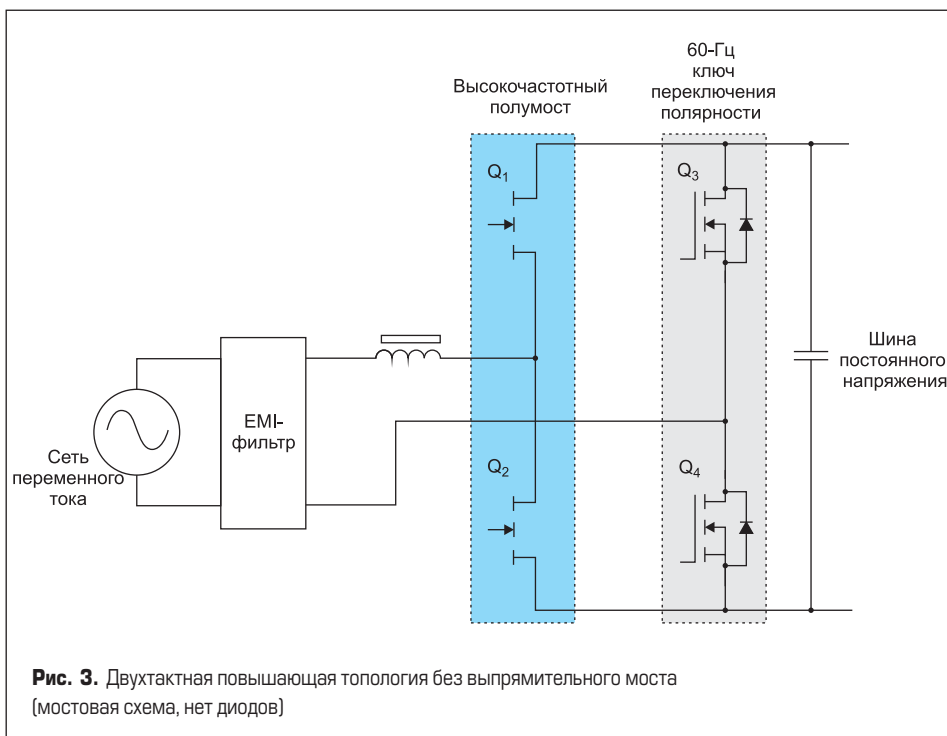 60-Гц
ключ
переключения
полярности
Высокочастотный
полумост
Q1
Q3
Шина
постоянного
напряжения
EMI-
фильтр
Сеть
переменного
тока
Q2
Q4
Рис. 3. Двухтактная повышающая топология без выпрямительного моста
(мостовая схема, нет диодов)